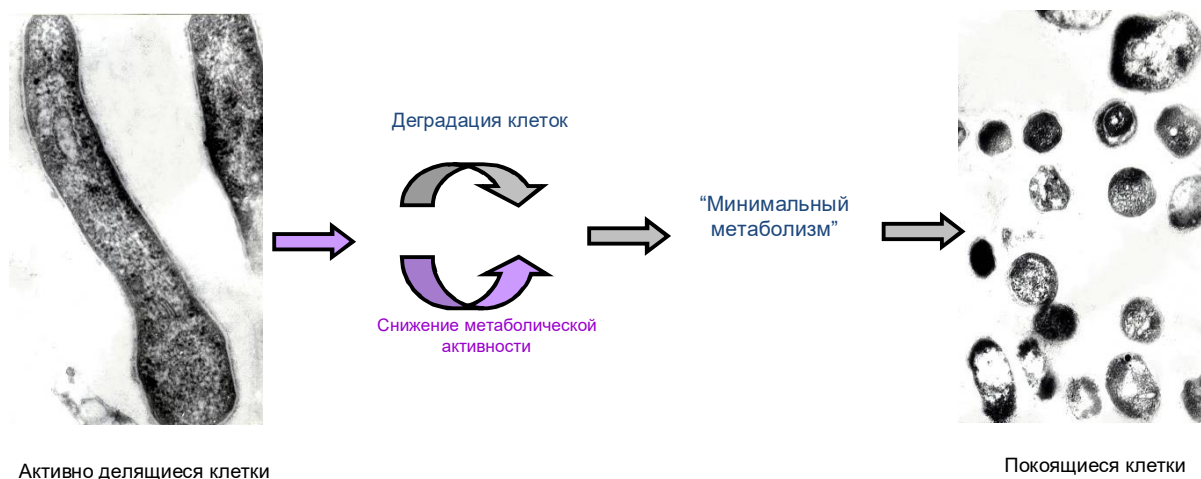 Деградация клеток
“Минимальный
метаболизм”
Снижение метаболической
активности
Активно делящиеся клетки
Покоящиеся клетки